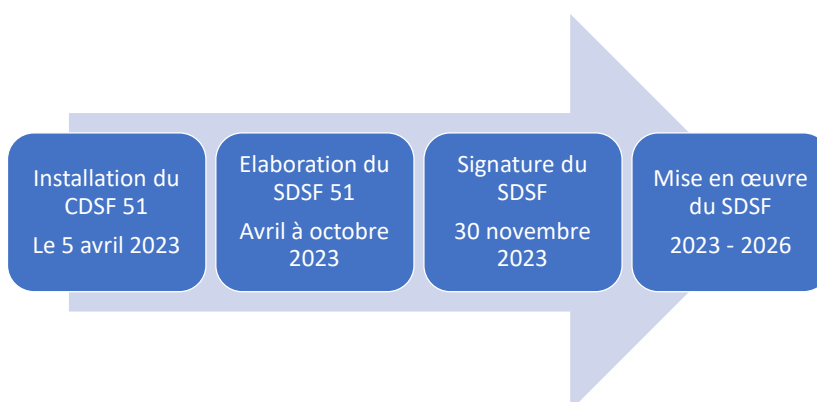 Installation du
CDSF 51
Le 5 avril 2023
Elaboration du
SDSF 51
Avril à octobre
2023
Signature du
SDSF
30 novembre
2023
Mise en œuvre
du SDSF
2023 - 2026